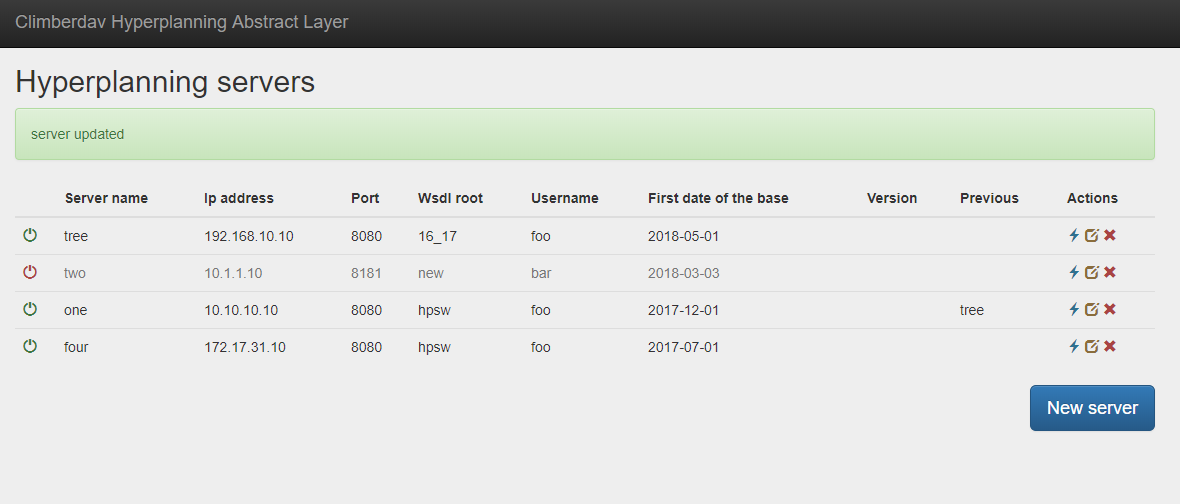 Climberdav Hyperplanning Abstract Layer
Hyperplanning servers
server updated
Server name Ip address Port Wsdl root Username First date of the base Version Previous Actions
tree 192.168.10.10 8080 16_17 foo 2018-05-01
two 10.1.1.10 8181 new bar 2018-03-03
one 10.10.10.10 8080 hpsw foo 2017-12-01 tree
four 172.17.31.10 8080 hpsw foo 2017-07-01
New server